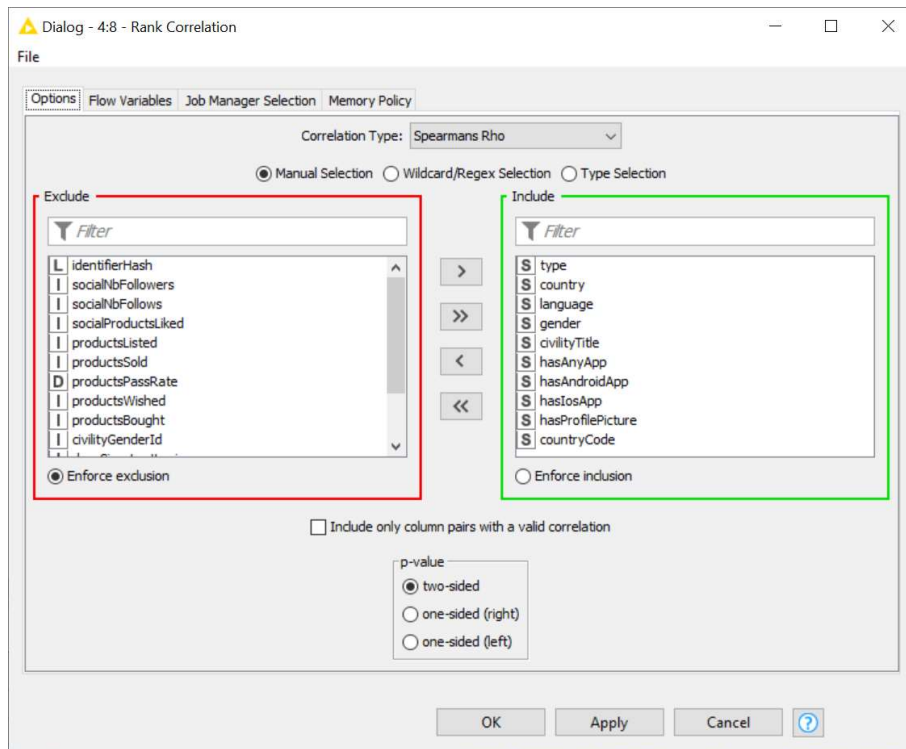 Dialog - 4:8 - Rank Correlation
File
Options Flow Variables Job Manager Selection Memory Policy
Correlation Type: Spearmans Rho
Manual Selection Wildcard/Regex Selection Type Selection
Exclude
Filter
L identifierHash
I socialNbFollowers
I socialNbFollows
I socialProductsLiked
I productsListed
I productsSold
D productsPassRate
I productsWished
I productsBought
I civilityGenderId
Enforce exclusion
>
>>
<
<<
Include
Filter
S type
S country
S language
S gender
S civilityTitle
S hasAnyApp
S hasAndroidApp
S hasIosApp
S hasProfilePicture
S countryCode
Enforce inclusion
Include only column pairs with a valid correlation
p-value
two-sided
one-sided (right)
one-sided (left)
OK Apply Cancel ?